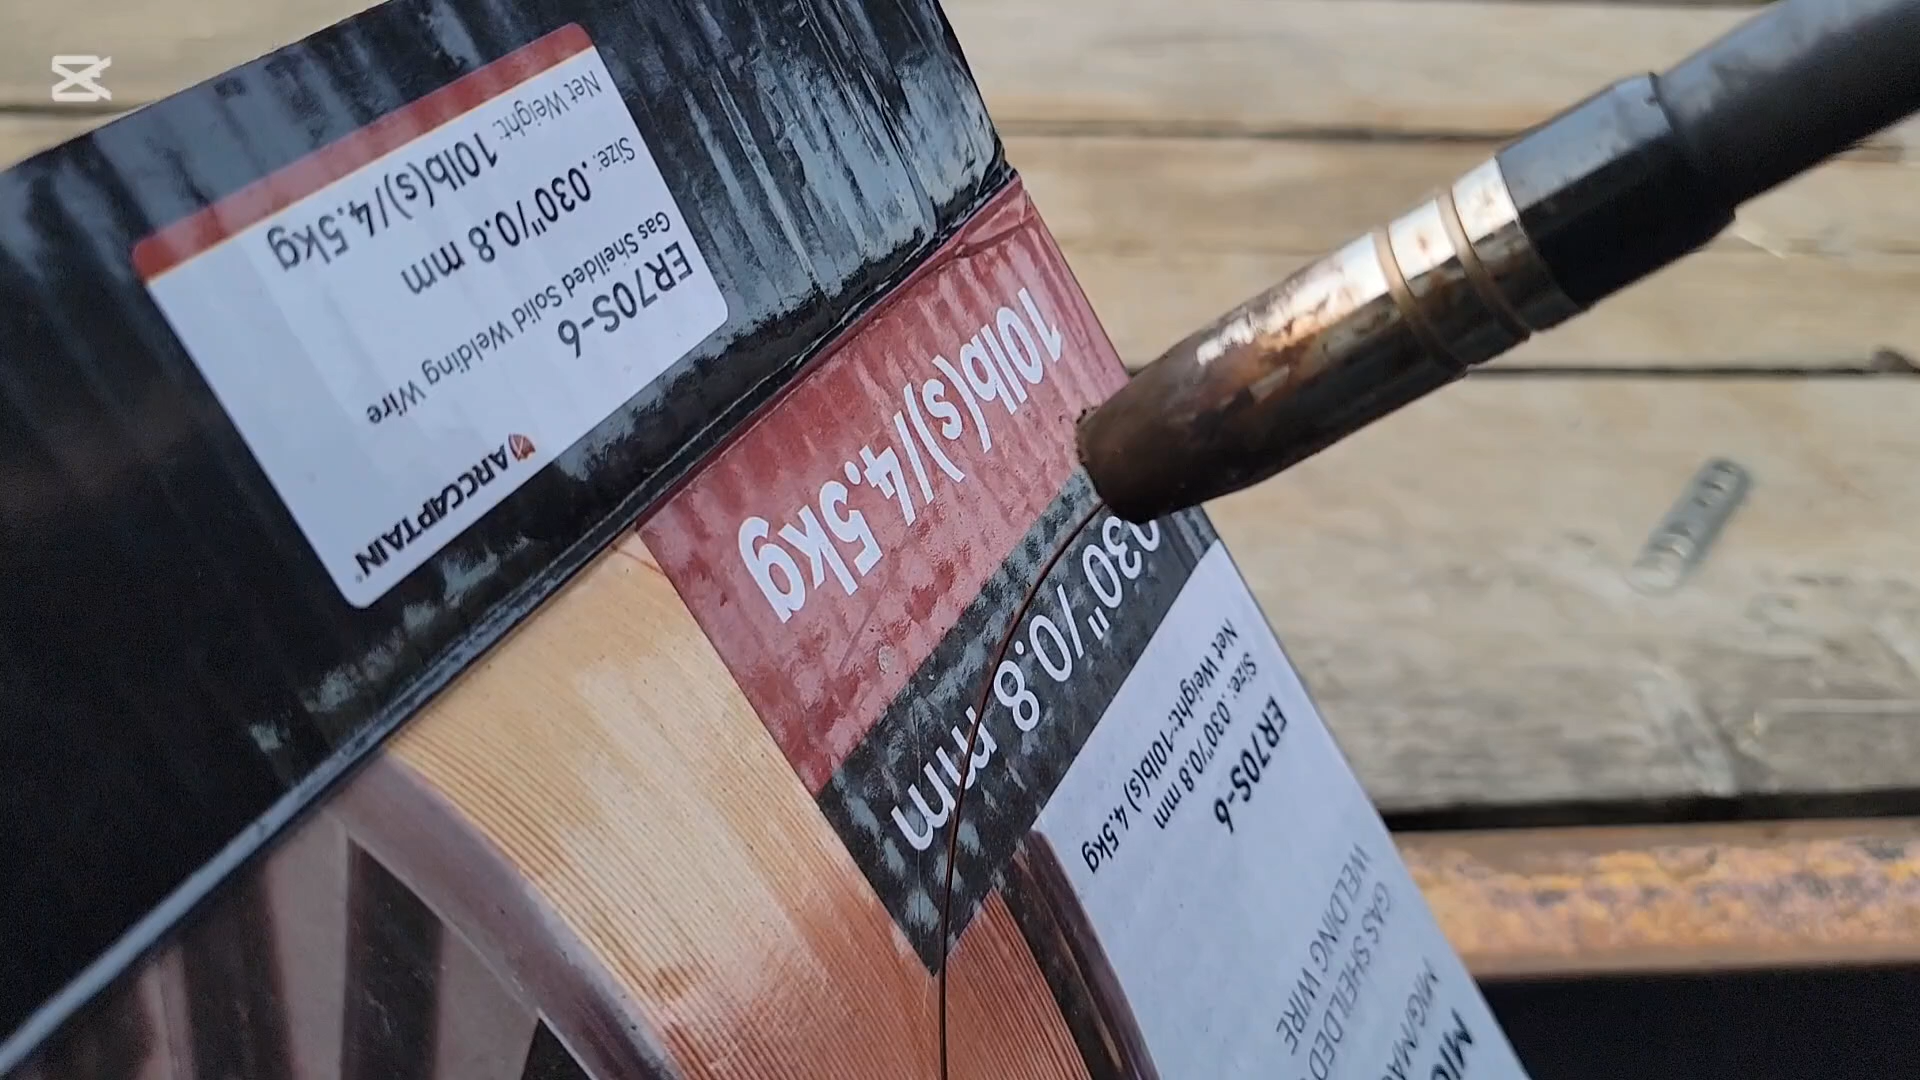 ARCCAPTAIN
ER70S-6
Gas Sheilded Solid Welding Wire
Size: .030"/0.8 mm
Net Weight: 10lb(s)/4.5kg
10lb(s)/4.5kg
030"/0.8 mm
MIG/MAG
GAS SHEILDED
WELDING WIRE
ER70S-6
Size: .030"/0.8 mm
Net Weight: 10lb(s) 4.5kg